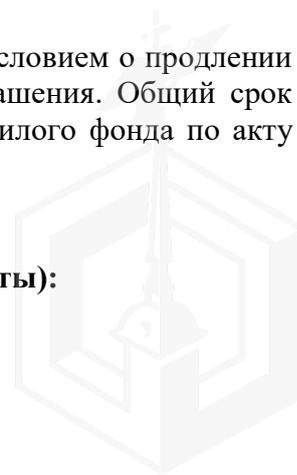 словием о продлении
ашения. Общий срок
илого фонда по акту
ты):